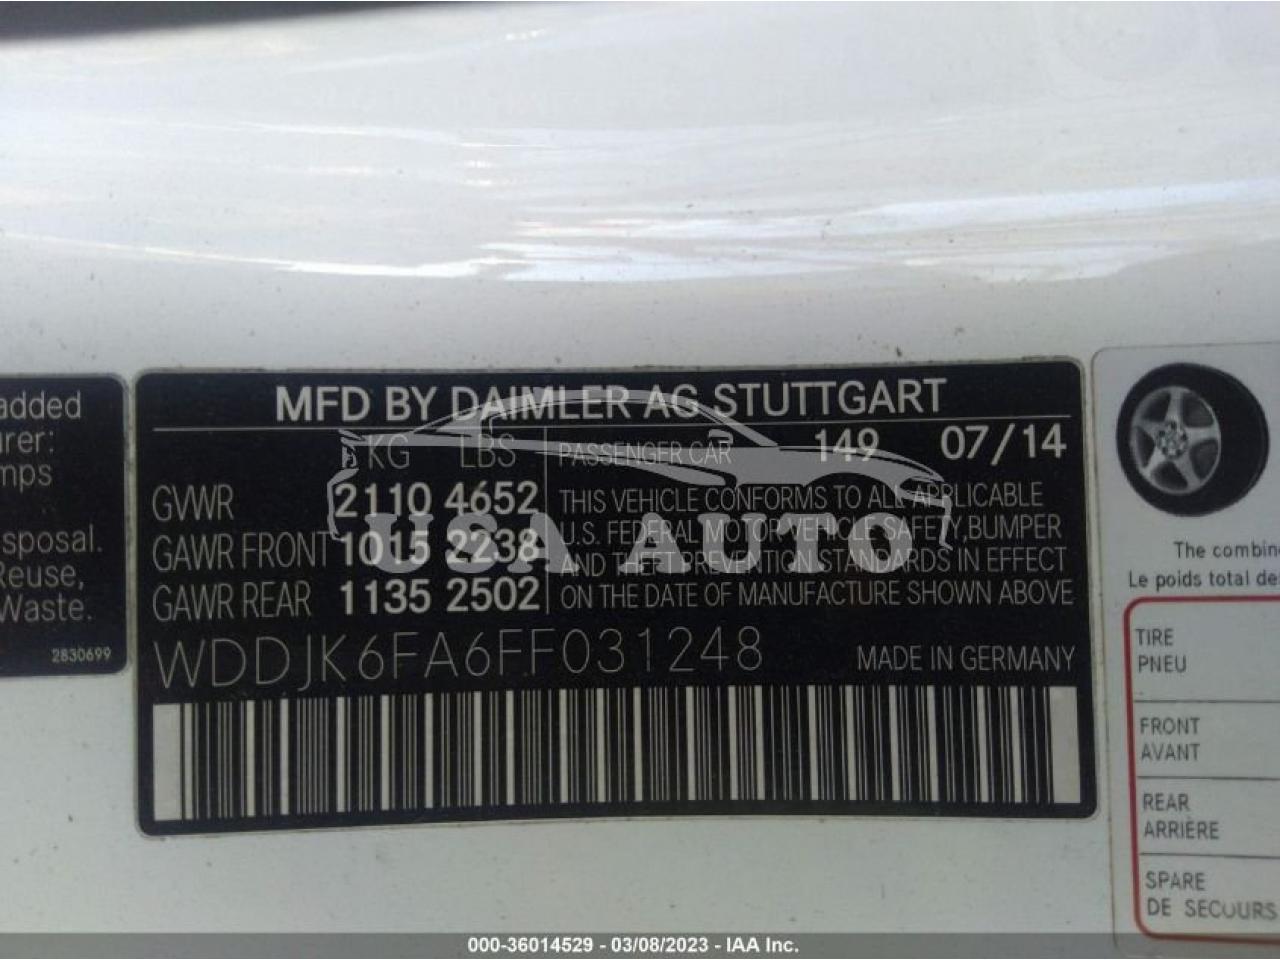 added
urer:
mps
sposal.
Reuse,
Waste.
2830699
MFD BY DAIMLER AG STUTTGART
KG LBS PASSENGER CAR 149 07/14
GVWR 2110 4652 THIS VEHICLE CONFORMS TO ALL APPLICABLE
U.S. FEDERAL MOTOR VEHICLE SAFETY, BUMPER
GAWR FRONT 1015 2238 AND THEFT PREVENTION STANDARDS IN EFFECT
GAWR REAR 1135 2502 ON THE DATE OF MANUFACTURE SHOWN ABOVE
WDDJK6FA6FF031248 MADE IN GERMANY
USA AUTO
The combine
Le poids total des
TIRE
PNEU
FRONT
AVANT
REAR
ARRIÈRE
SPARE
DE SECOURS
000-36014529 - 03/08/2023 - IAA Inc.